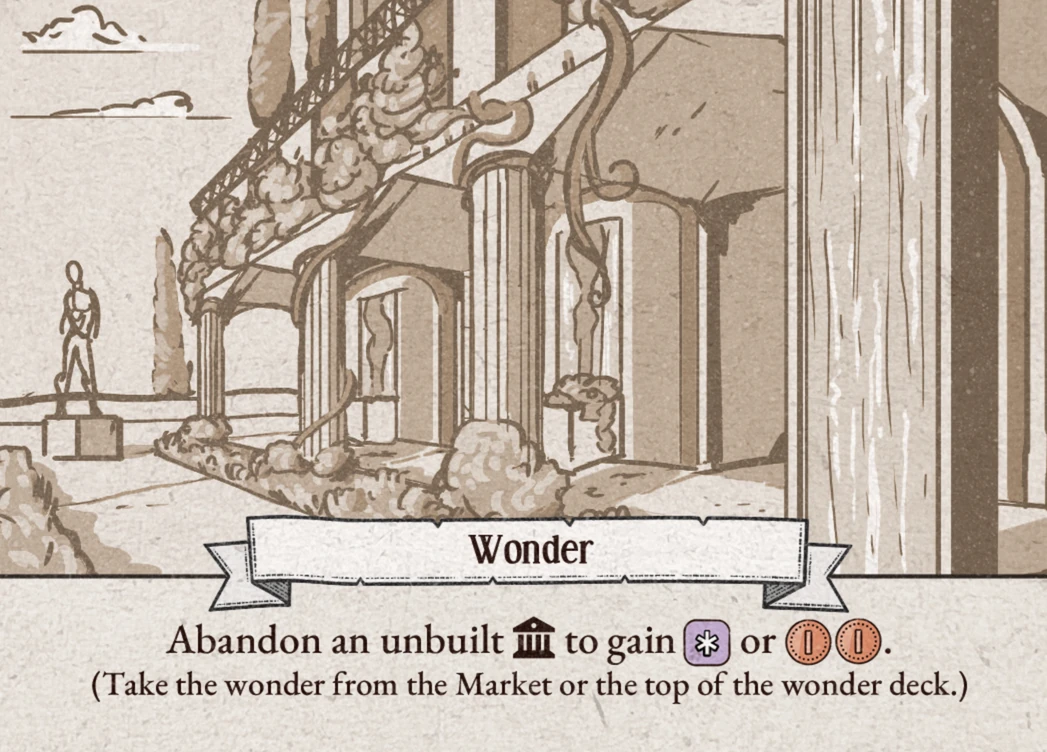 Wonder
Abandon an unbuilt to gain * or I I.
(Take the wonder from the Market or the top of the wonder deck.)